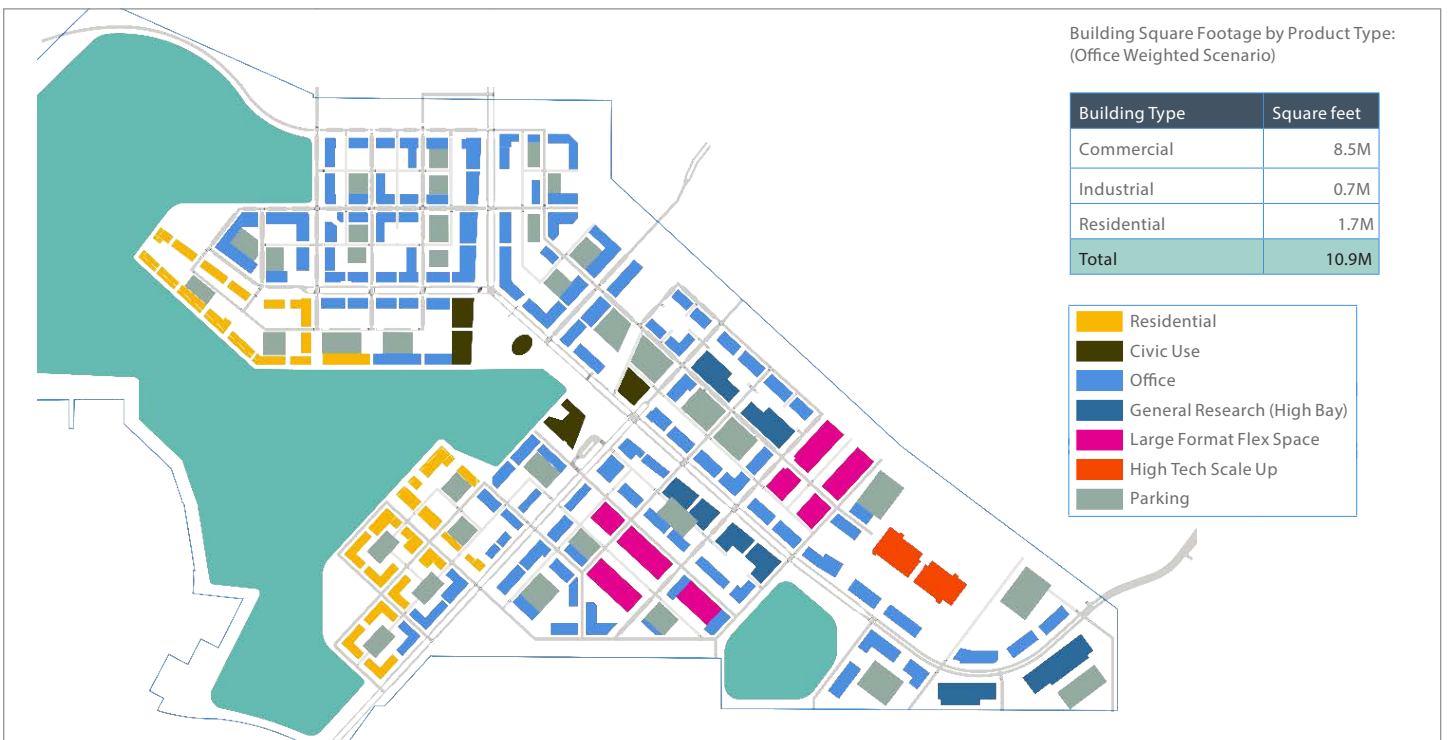 Building Square Footage by Product Type:
(Office Weighted Scenario)
Building Type Square feet
Commercial 8.5M
Industrial 0.7M
Residential 1.7M
Total 10.9M
Residential
Civic Use
Office
General Research (High Bay)
Large Format Flex Space
High Tech Scale Up
Parking